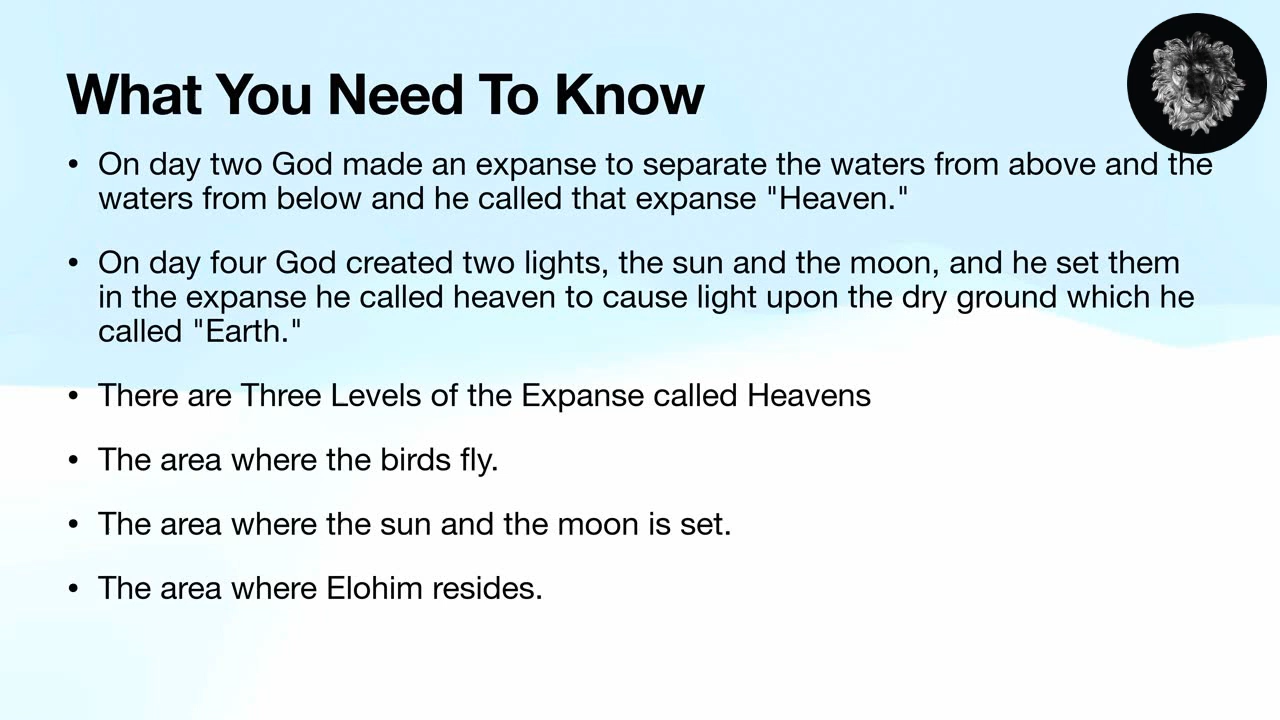 What You Need To Know
• On day two God made an expanse to separate the waters from above and the
waters from below and he called that expanse "Heaven."
• On day four God created two lights, the sun and the moon, and he set them
in the expanse he called heaven to cause light upon the dry ground which he
called "Earth."
• There are Three Levels of the Expanse called Heavens
• The area where the birds fly.
• The area where the sun and the moon is set.
• The area where Elohim resides.